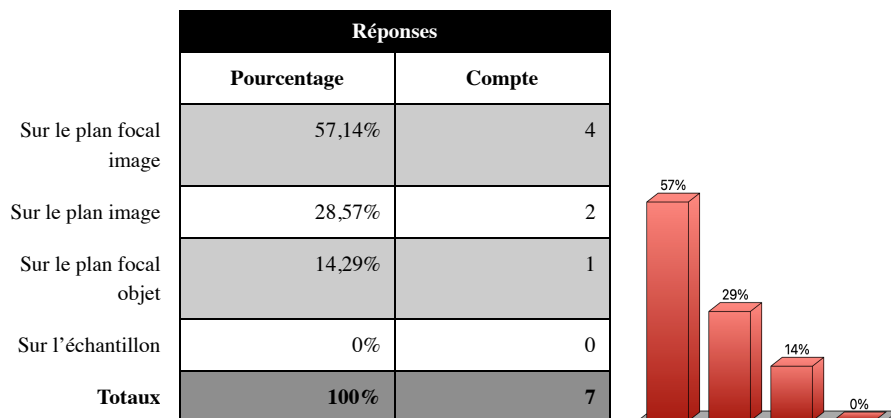 Réponses
Pourcentage Compte
Sur le plan focal
image 57,14% 4
Sur le plan image 28,57% 2
Sur le plan focal
objet 14,29% 1
Sur l'échantillon 0% 0
Totaux 100% 7
57%
29%
14%
0%